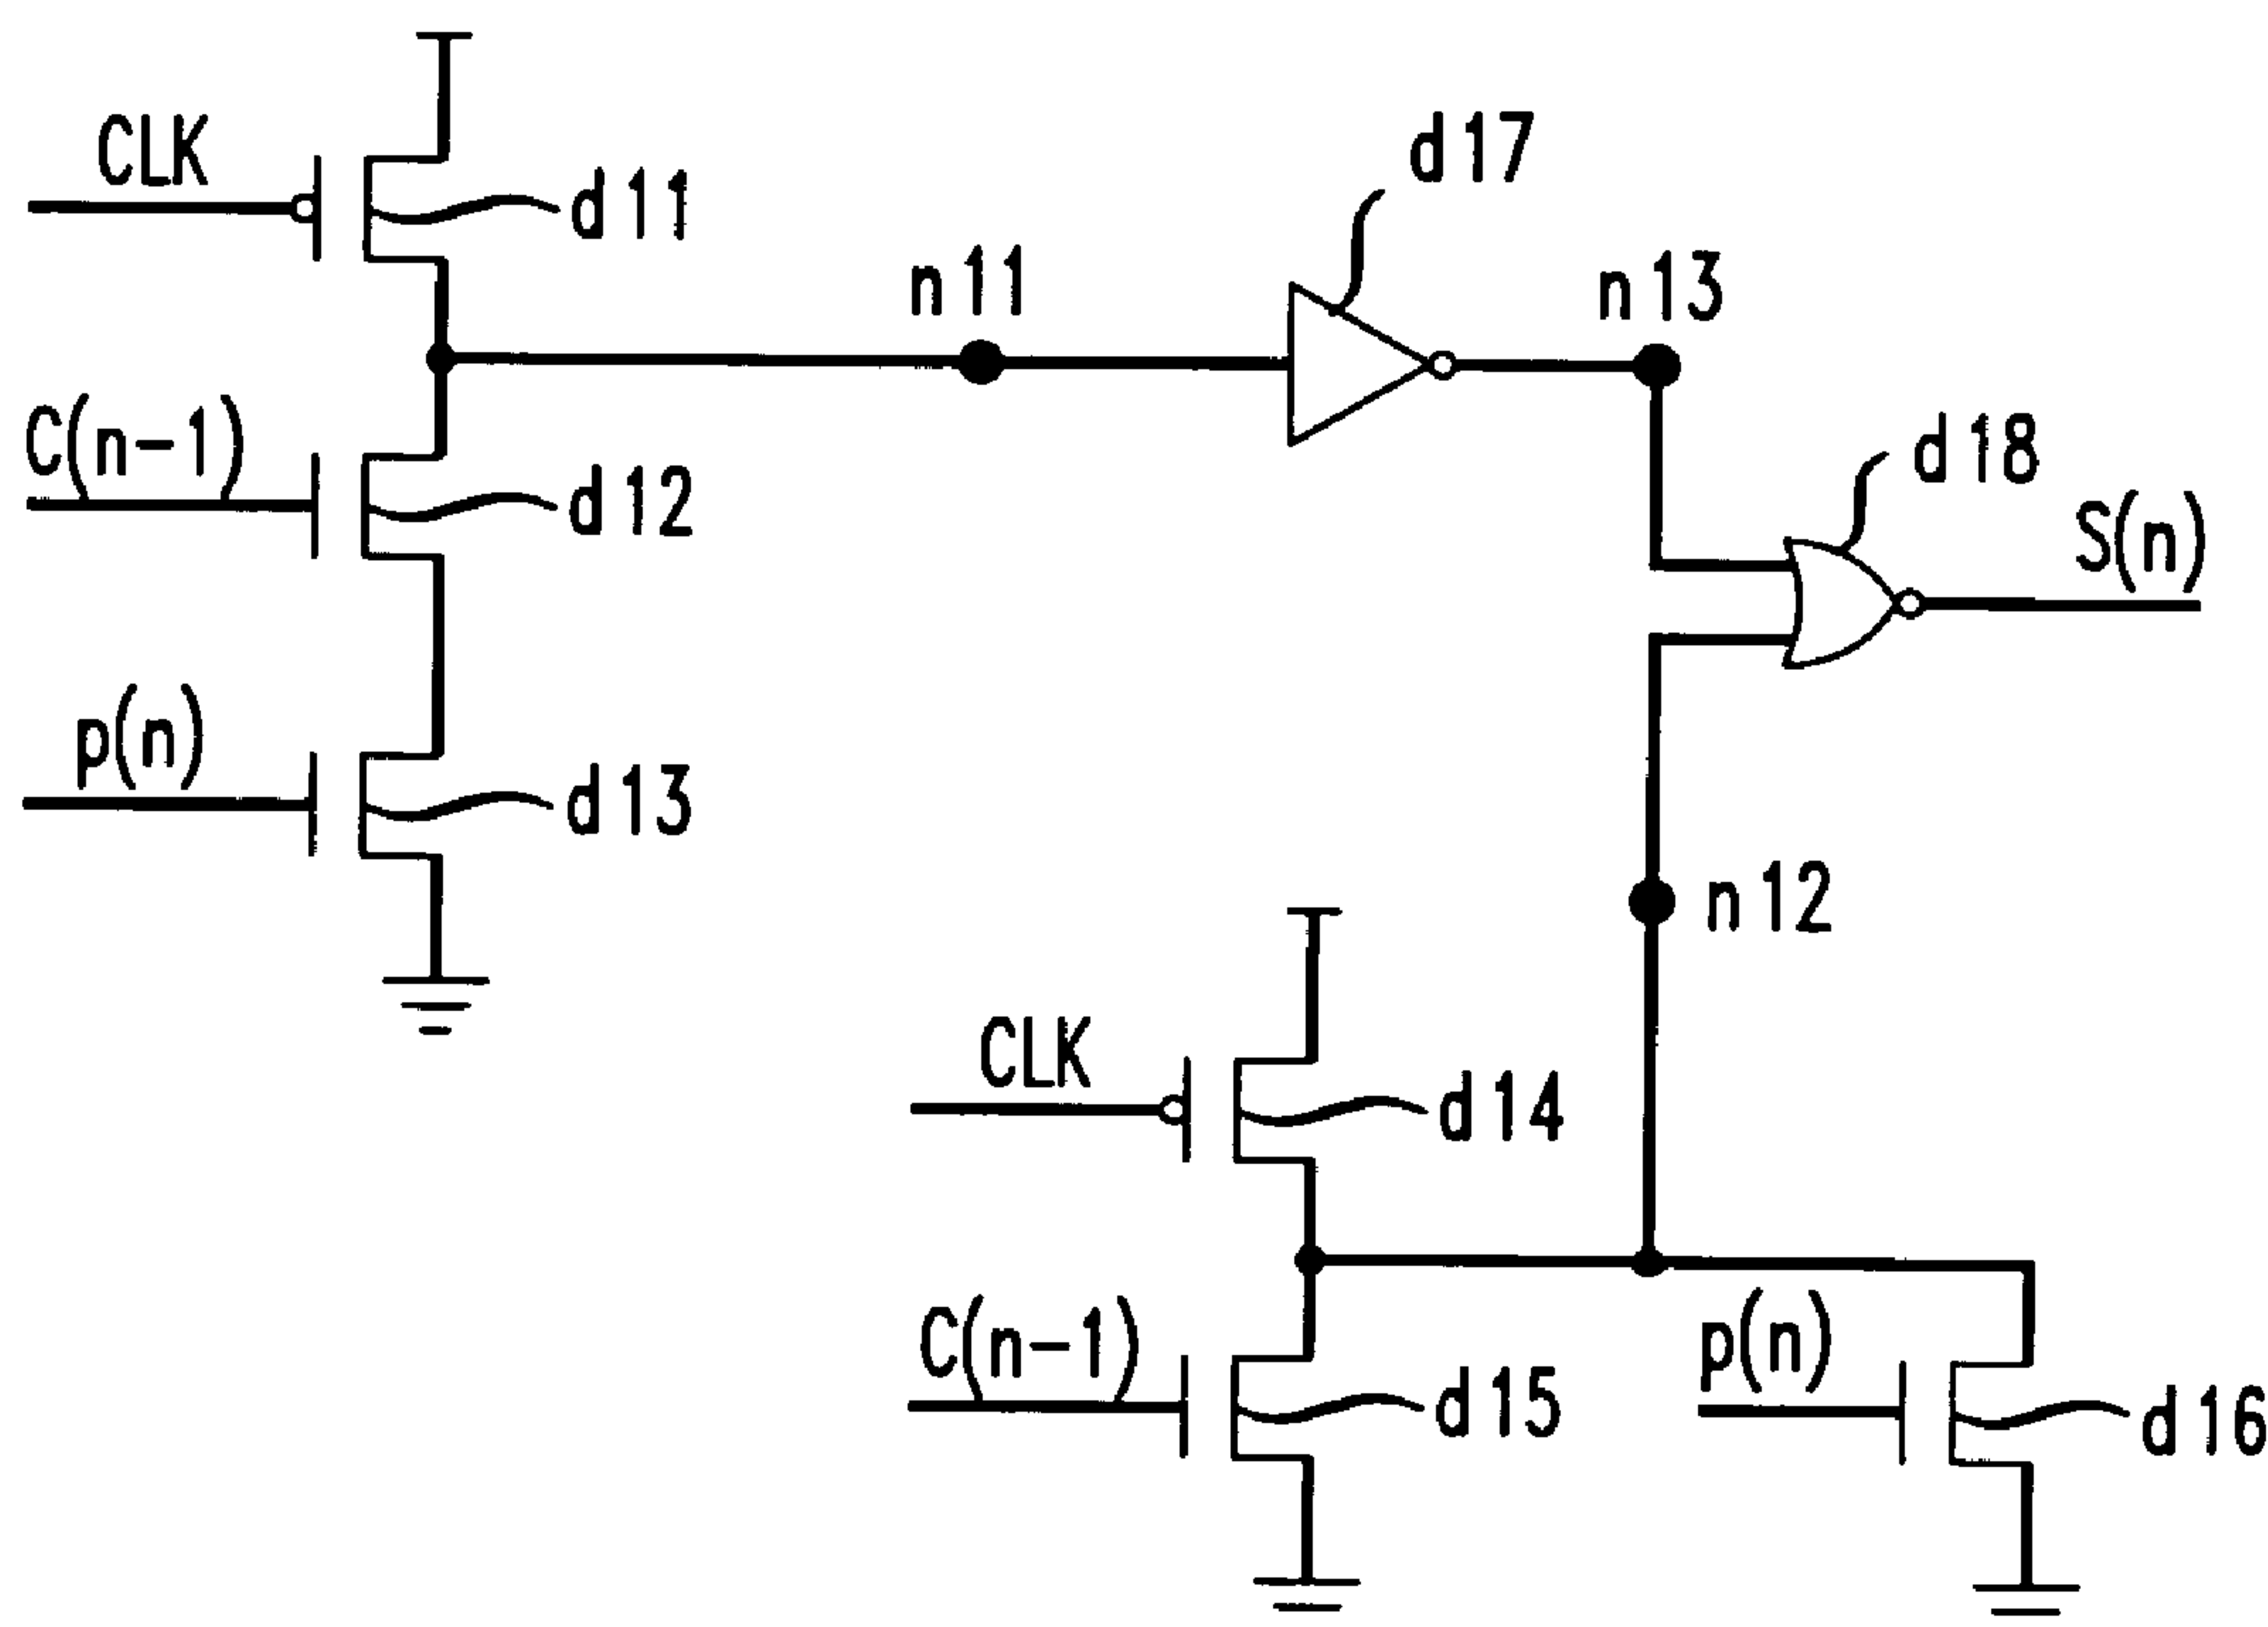 CLK
d11
d17
n11
n13
C(n-1)
d12
d18
S(n)
p(n)
d13
n12
CLK
d14
C(n-1)
d15
p(n)
d16